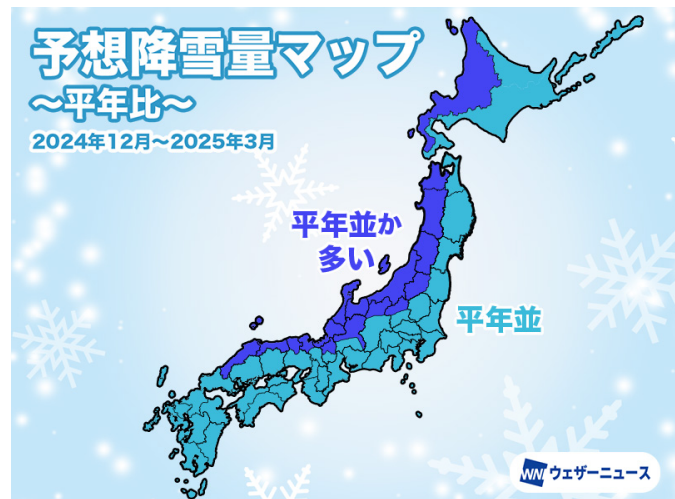 予想降雪量マップ
～平年比～
2024年12月～2025年3月
平年並か
多い
平年並
WN ウェザーニュース